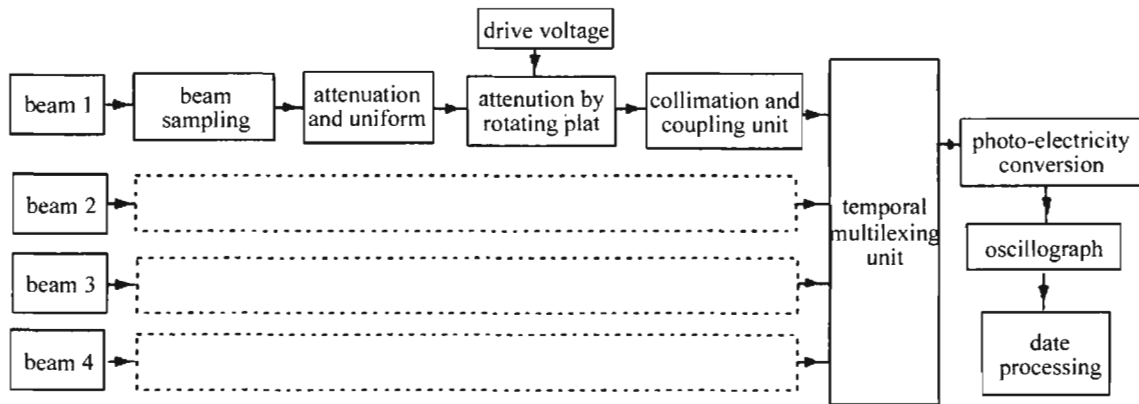 drive voltage
beam 1
beam
sampling
attenuation
and uniform
attenution by
rotating plat
collimation and
coupling unit
beam 2
beam 3
beam 4
temporal
multilexing
unit
photo-electricity
conversion
oscillograph
date
processing